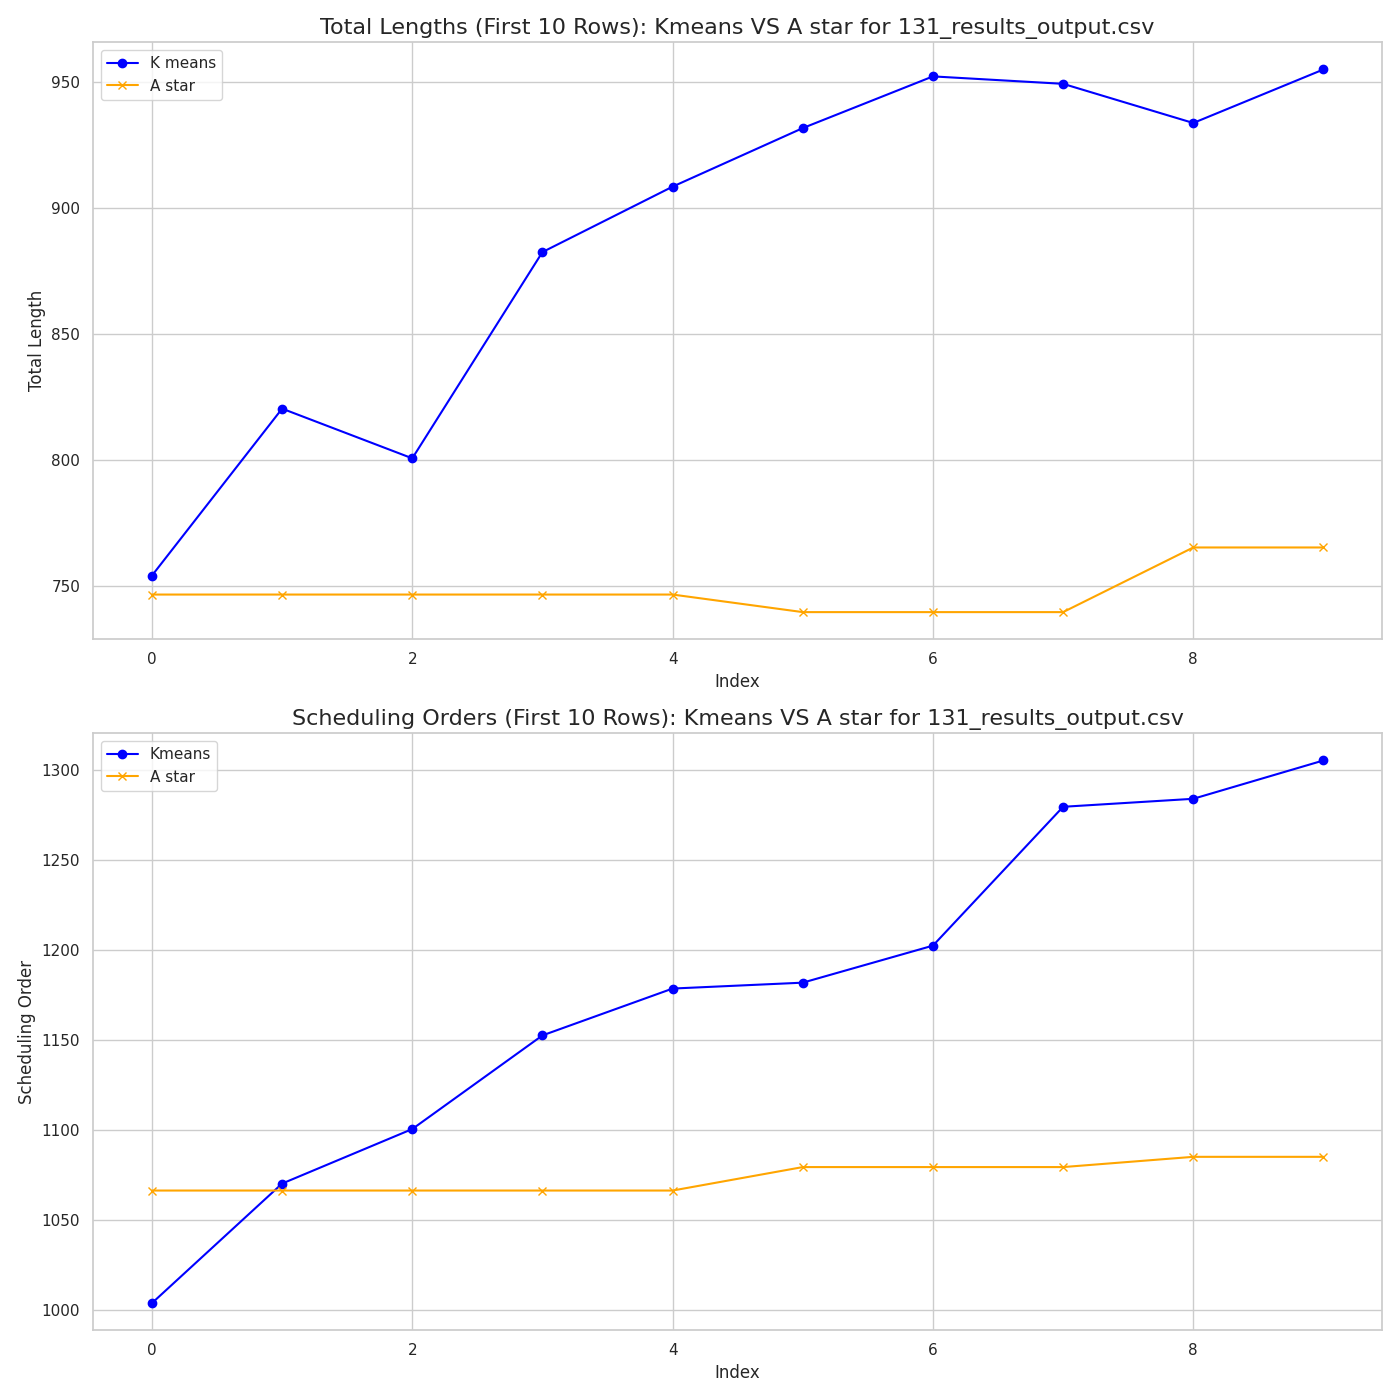 Total Lengths (First 10 Rows): Kmeans VS A star for 131_results_output.csv
K means
A star
950
900
850
800
750
Total Length
0 2 4 6 8
Index
Scheduling Orders (First 10 Rows): Kmeans VS A star for 131_results_output.csv
Kmeans
A star
1300
1250
1200
1150
1100
1050
1000
Scheduling Order
0 2 4 6 8
Index